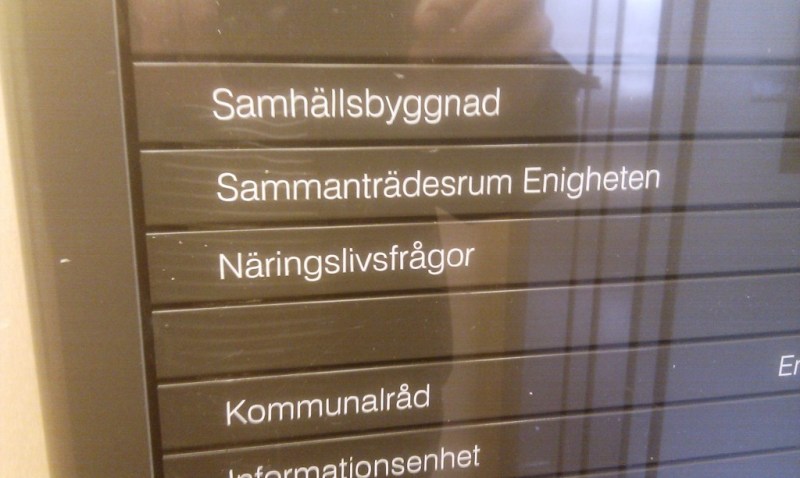 Samhällsbyggnad
Sammanträdesrum Enigheten
Näringslivsfrågor
Kommunalråd
Informationsenhet